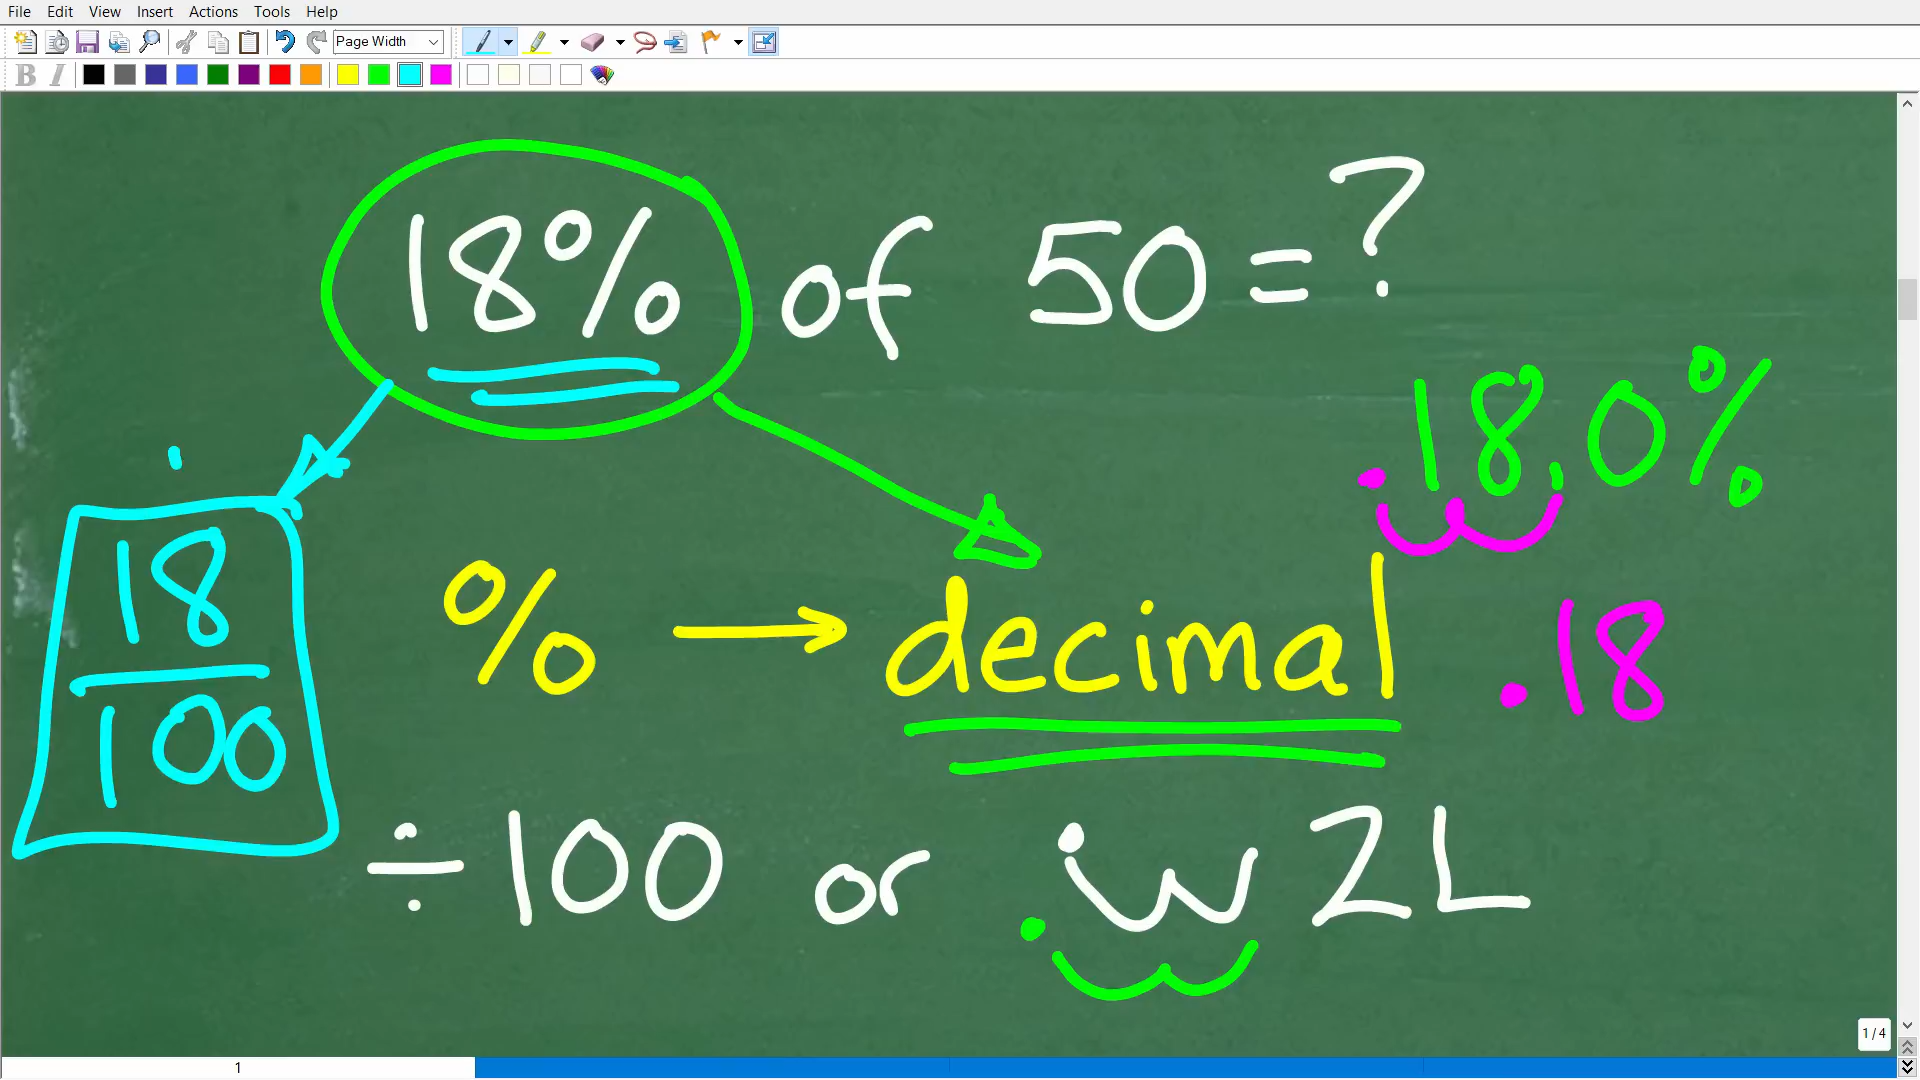 File Edit View Insert Actions Tools Help
Page Width
B I
18% of 50 = ?
.18.0%
18
100
% → decimal
.18
÷100 or 2L
1 / 4
1